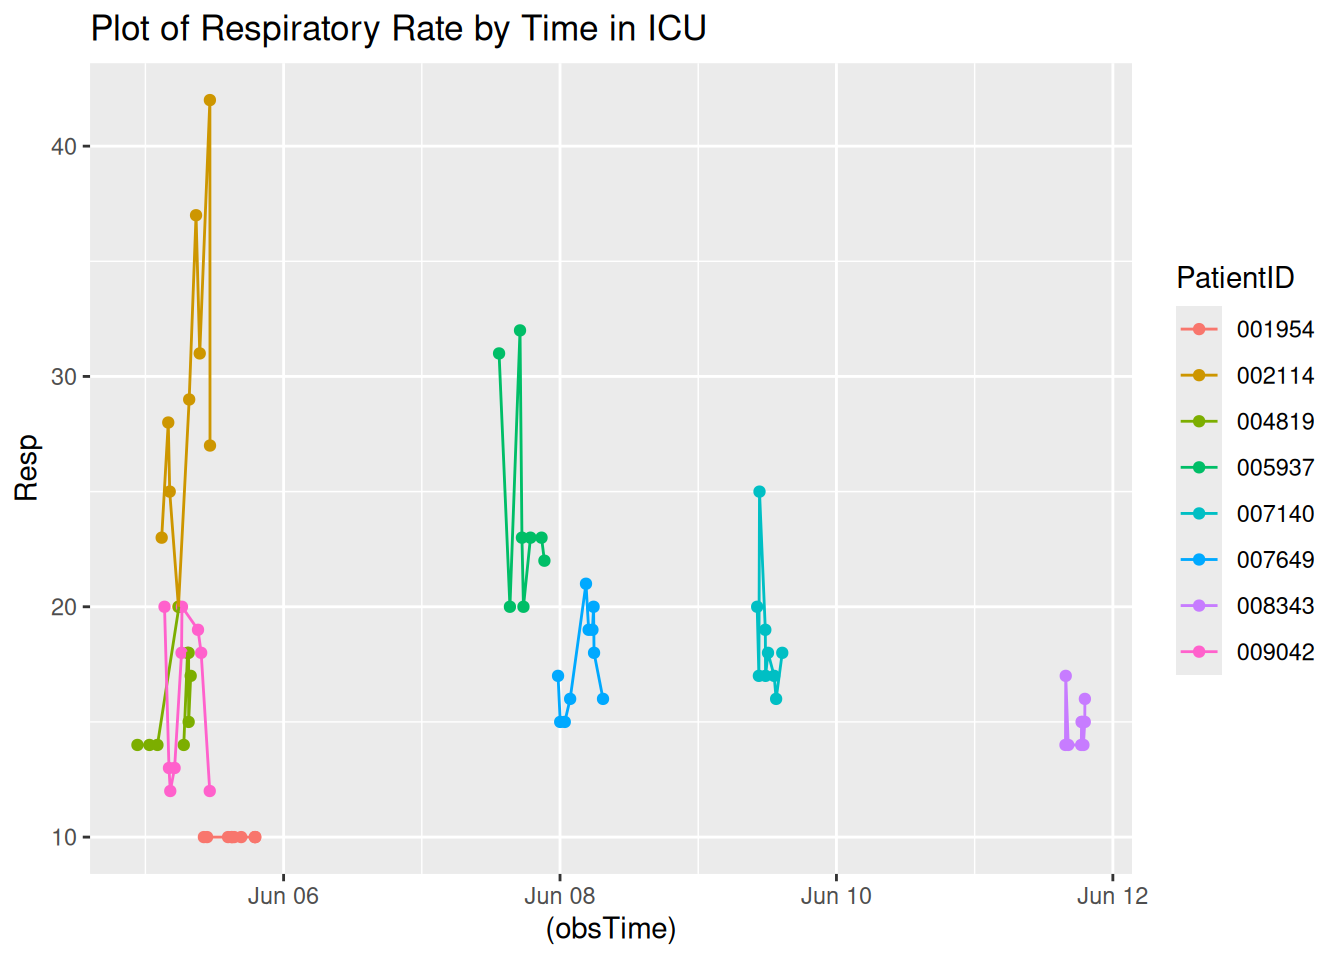 Plot of Respiratory Rate by Time in ICU
Resp
40
30
20
10
Jun 06 Jun 08 Jun 10 Jun 12
(obsTime)
PatientID
001954
002114
004819
005937
007140
007649
008343
009042